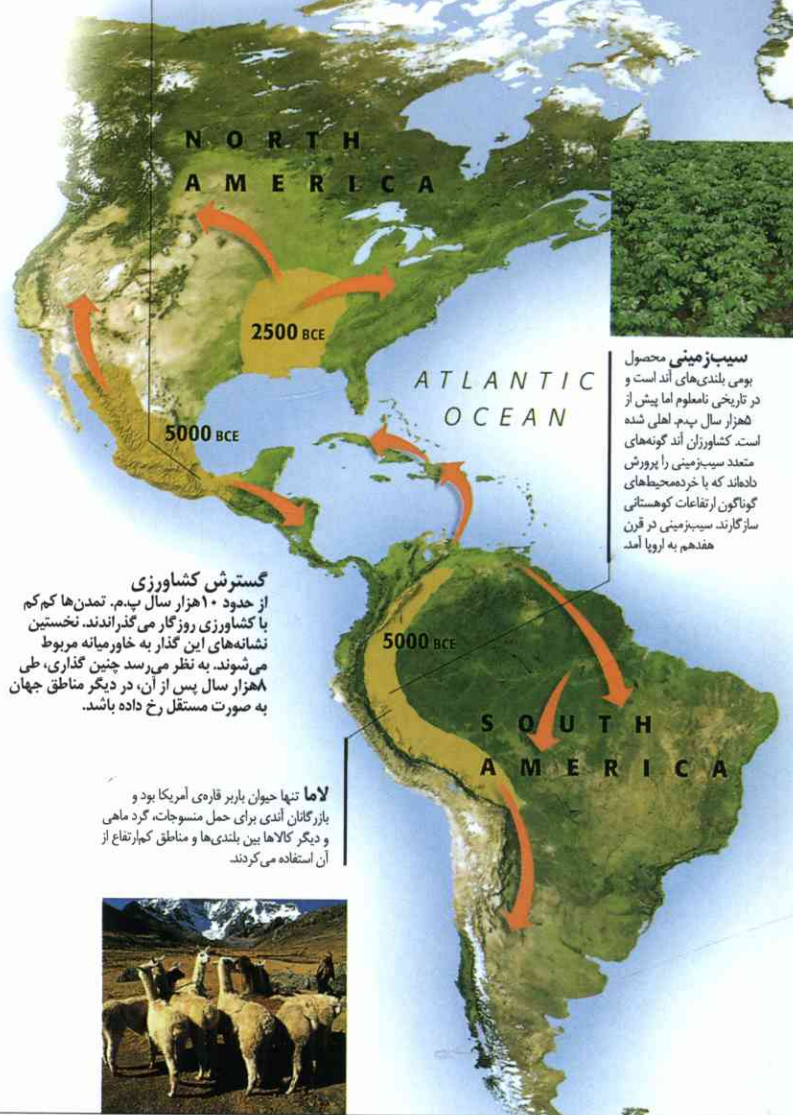 NORTH
AMERICA
2500 BCE
ATLANTIC
OCEAN
5000 BCE
سیب‌زمینی محصول
بومی بلندی‌های آند است و
در تاریخی نامعلوم اما پیش از
۵هزار سال پ.م. اهلی شده
است. کشاورزان آند گونه‌های
متعدد سیب‌زمینی را پرورش
داده‌اند که با خرده‌محیط‌های
گوناگون ارتفاعات کوهستانی
سازگارند. سیب‌زمینی در قرن
هفدهم به اروپا آمد.
گسترش کشاورزی
از حدود ۱۰هزار سال پ.م. تمدن‌ها کم‌کم
با کشاورزی روزگار می‌گذراندند. نخستین
نشانه‌های این گذار به خاورمیانه مربوط
می‌شوند. به نظر می‌رسد چنین گذاری، طی
۸هزار سال پس از آن، در دیگر مناطق جهان
به صورت مستقل رخ داده باشد.
5000 BCE
SOUTH
AMERICA
لاما تنها حیوان باربر قاره‌ی آمریکا بود و
بازرگانان آندی برای حمل منسوجات، گرد ماهی
و دیگر کالاها بین بلندی‌ها و مناطق کم‌ارتفاع از
آن استفاده می‌کردند.